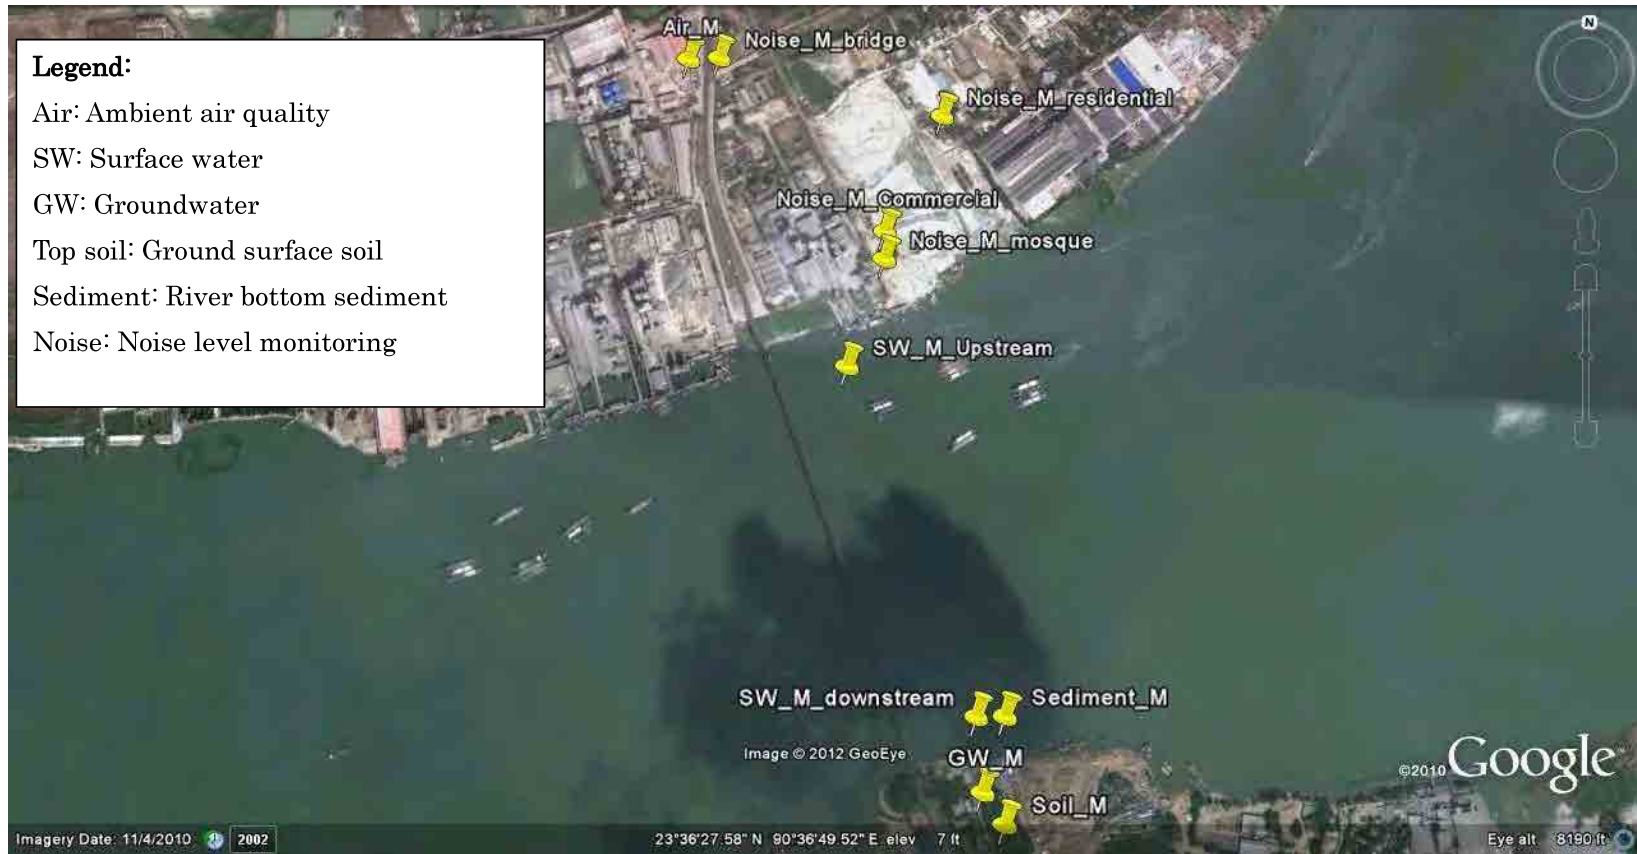 Legend:
Air: Ambient air quality
SW: Surface water
GW: Groundwater
Top soil: Ground surface soil
Sediment: River bottom sediment
Noise: Noise level monitoring
Air_M
Noise_M_bridge
N
Noise_M_residential
Noise_M_Commercial
Noise_M_mosque
SW_M_Upstream
SW_M_downstream
Sediment_M
Image © 2012 GeoEye
GW_M
©2010 Google
Soil_M
Imagery Date: 11/4/2010 2002 23°36'27.58" N 90°36'49.52" E elev 7 ft Eye alt 8190 ft